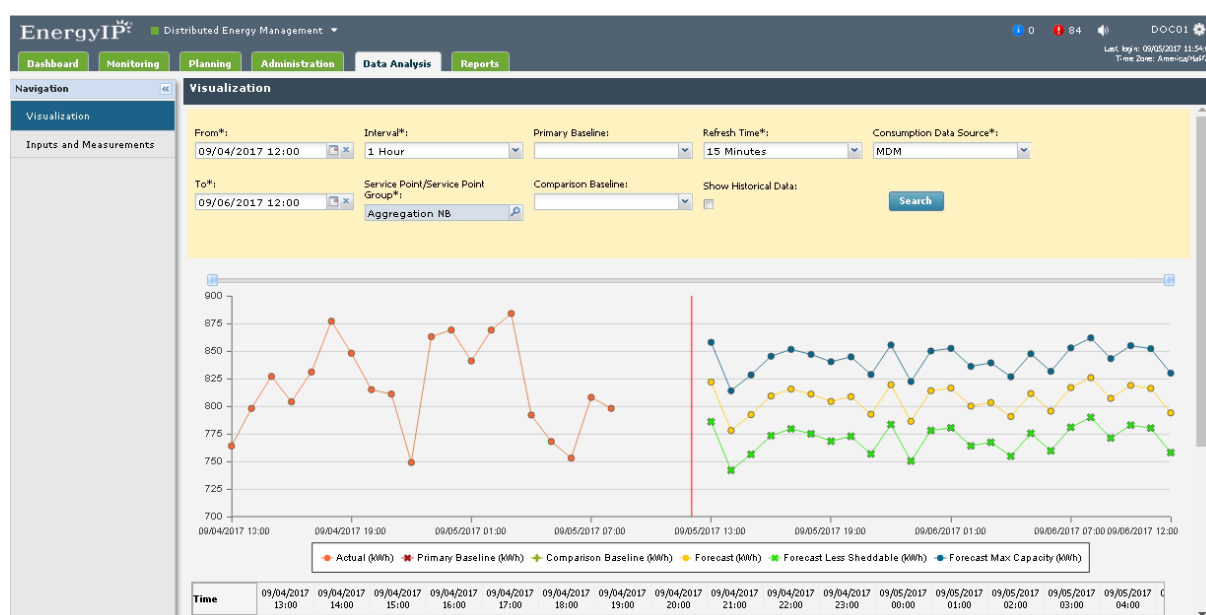 EnergyIP Distributed Energy Management 0 84 DOC01
Last login: 09/05/2017 11:54:
Time Zone: America/Halif
Dashboard Monitoring Planning Administration Data Analysis Reports
Navigation
Visualization
Inputs and Measurements
Visualization
From*: Interval*: Primary Baseline: Refresh Time*: Consumption Data Source*:
09/04/2017 12:00 1 Hour 15 Minutes MDM
To*: Service Point/Service Point Comparison Baseline: Show Historical Data:
Group*:
09/06/2017 12:00 Aggregation NB Search
900
875
850
825
800
775
750
725
700
09/04/2017 13:00 09/04/2017 19:00 09/05/2017 01:00 09/05/2017 07:00 09/05/2017 13:00 09/05/2017 19:00 09/06/2017 01:00 09/06/2017 07:00 09/06/2017 12:00
Actual (kWh) Primary Baseline (kWh) Comparison Baseline (kWh) Forecast (kWh) Forecast Less Sheddable (kWh) Forecast Max Capacity (kWh)
Time 09/04/2017 09/04/2017 09/04/2017 09/04/2017 09/04/2017 09/04/2017 09/04/2017 09/04/2017 09/04/2017 09/04/2017 09/04/2017 09/05/2017 09/05/2017 09/05/2017 09/05/2017 09/05/2017
13:00 14:00 15:00 16:00 17:00 18:00 19:00 20:00 21:00 22:00 23:00 00:00 01:00 02:00 03:00 04:00